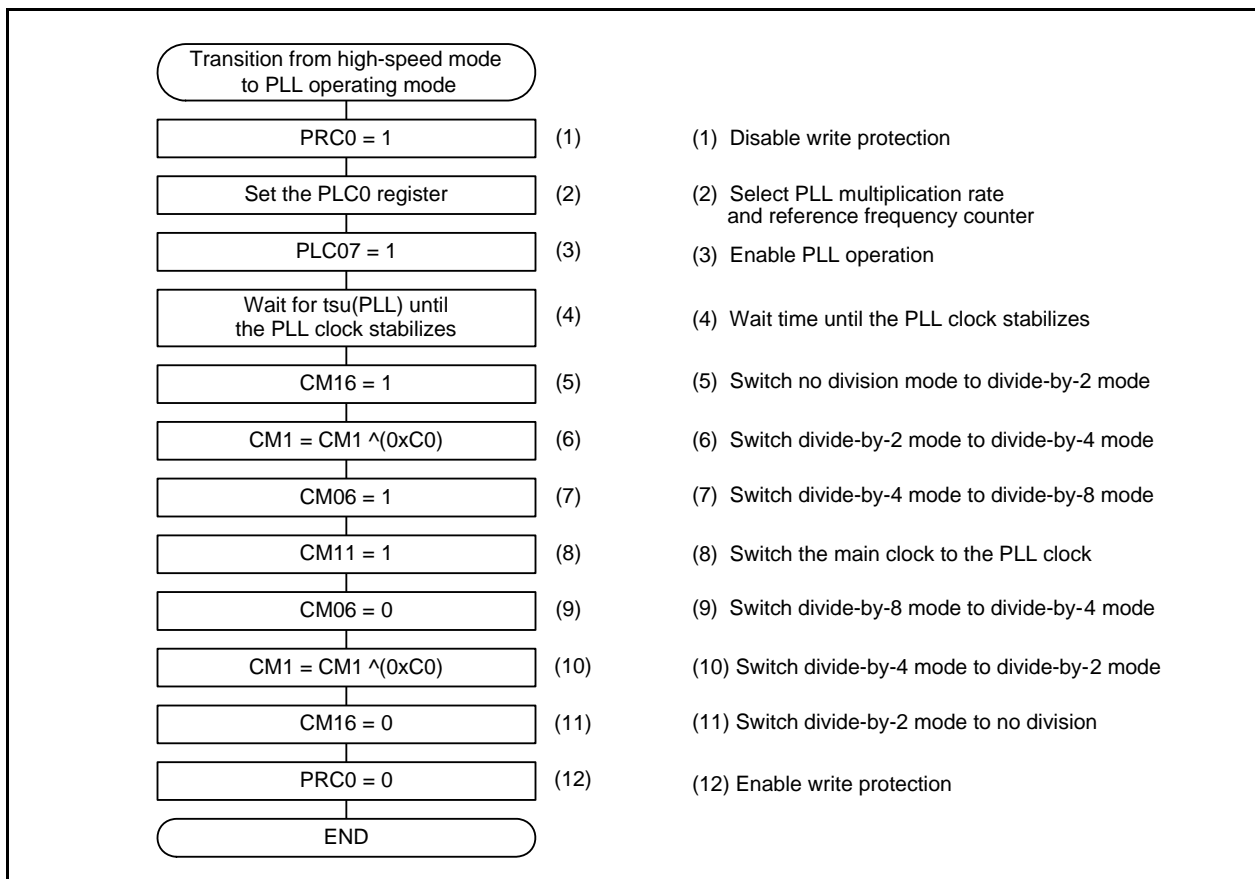 Transition from high-speed mode
to PLL operating mode
PRC0 = 1
(1)
(1) Disable write protection
Set the PLC0 register
(2)
(2) Select PLL multiplication rate
and reference frequency counter
PLC07 = 1
(3)
(3) Enable PLL operation
Wait for tsu(PLL) until
the PLL clock stabilizes
(4)
(4) Wait time until the PLL clock stabilizes
CM16 = 1
(5)
(5) Switch no division mode to divide-by-2 mode
CM1 = CM1 ^(0xC0)
(6)
(6) Switch divide-by-2 mode to divide-by-4 mode
CM06 = 1
(7)
(7) Switch divide-by-4 mode to divide-by-8 mode
CM11 = 1
(8)
(8) Switch the main clock to the PLL clock
CM06 = 0
(9)
(9) Switch divide-by-8 mode to divide-by-4 mode
CM1 = CM1 ^(0xC0)
(10)
(10) Switch divide-by-4 mode to divide-by-2 mode
CM16 = 0
(11)
(11) Switch divide-by-2 mode to no division
PRC0 = 0
(12)
(12) Enable write protection
END